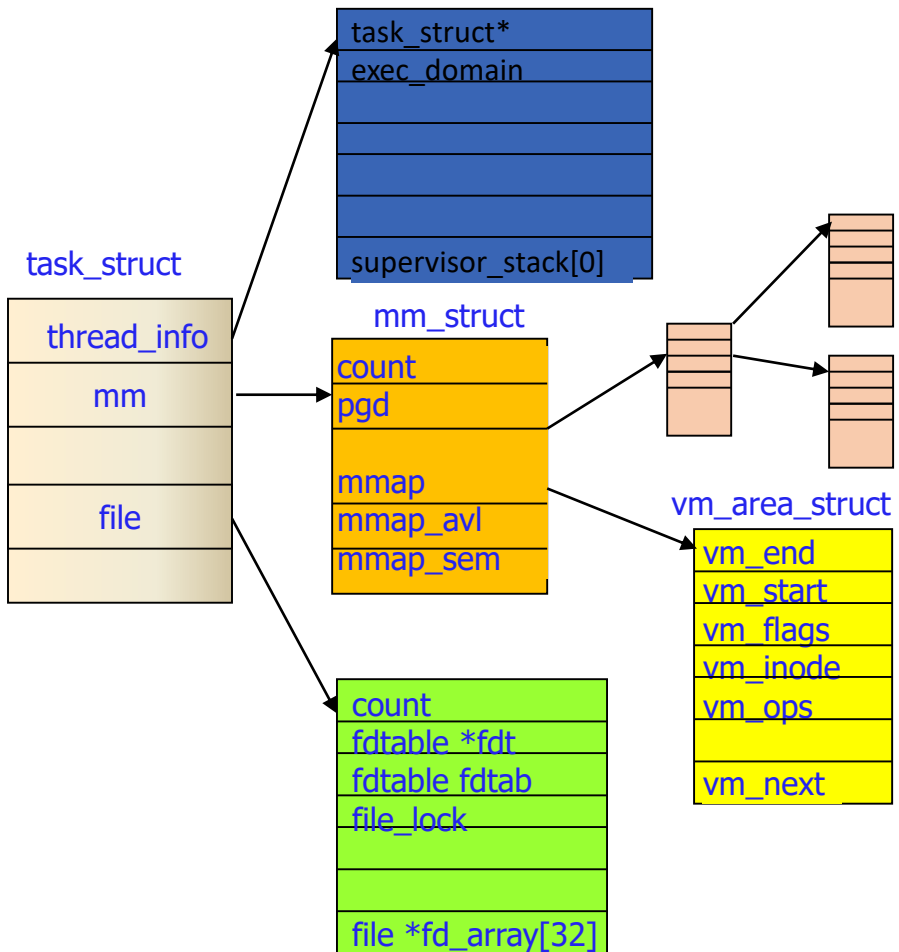 task_struct*
exec_domain
supervisor_stack[0]
task_struct
thread_info
mm
file
mm_struct
count
pgd
mmap
mmap_avl
mmap_sem
vm_area_struct
vm_end
vm_start
vm_flags
vm_inode
vm_ops
vm_next
count
fdtable *fdt
fdtable fdtab
file_lock
file *fd_array[32]